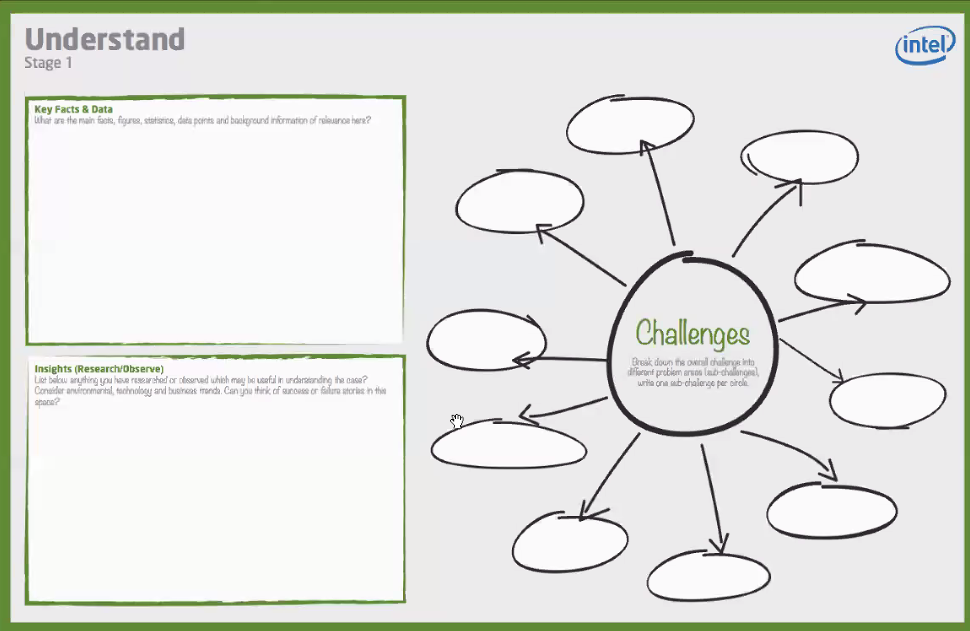 Understand
Stage 1
intel
Key Facts & Data
What are the main facts, figures, statistics, data points and background information of relevance here?
Insights (Research/Observe)
List below anything you have researched or observed which may be useful in understanding the case?
Consider environmental, technology and business trends. Can you think of success or failure stories in this
space?
Challenges
Break down the overall challenge into
different problem areas (sub-challenges),
write one sub-challenge per circle.